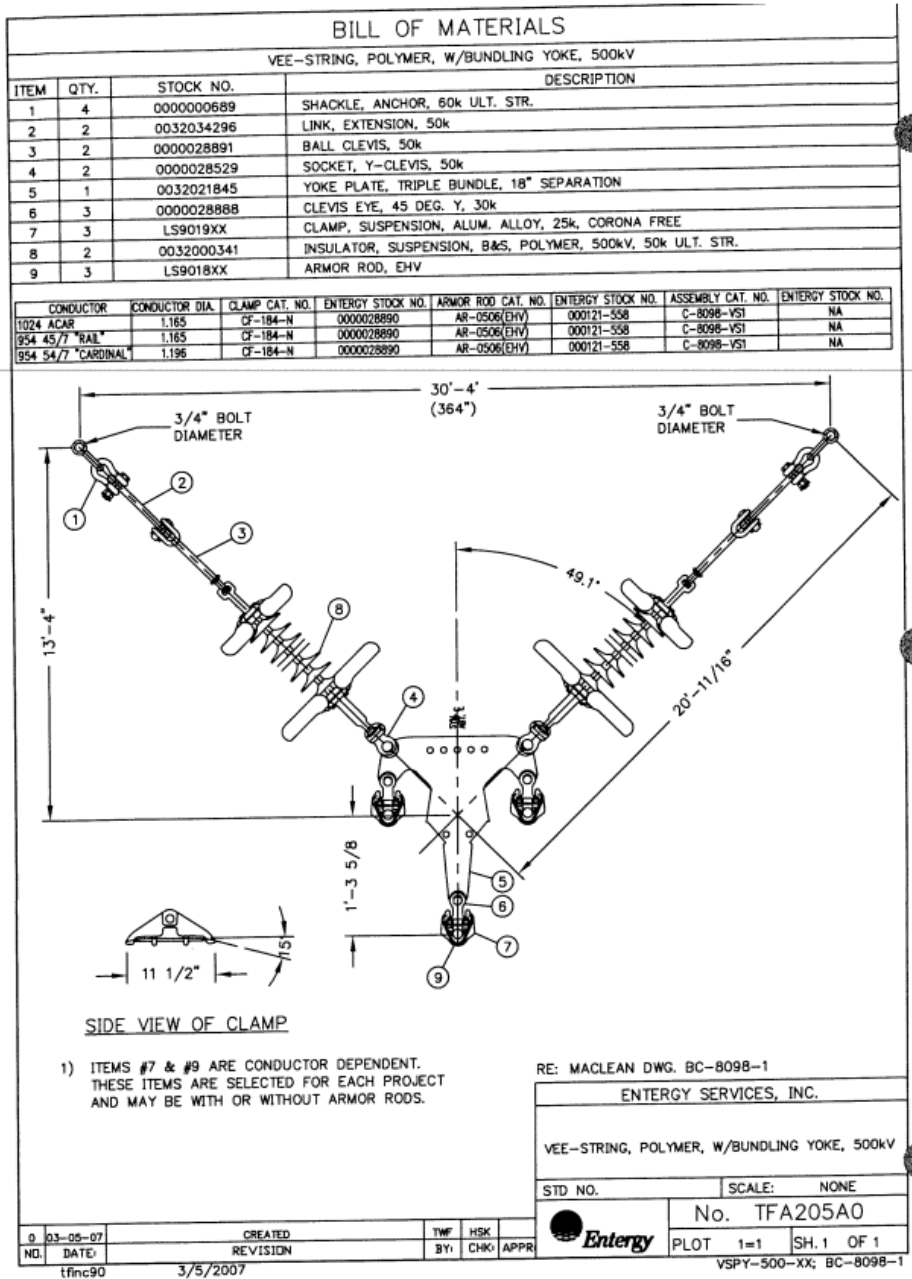 BILL OF MATERIALS
VEE-STRING, POLYMER, W/BUNDLING YOKE, 500kV
ITEM QTY. STOCK NO. DESCRIPTION
1 4 0000000689 SHACKLE, ANCHOR, 60k ULT. STR.
2 2 0032034296 LINK, EXTENSION, 50k
3 2 0000028891 BALL CLEVIS, 50k
4 2 0000028529 SOCKET, Y-CLEVIS, 50k
5 1 0032021845 YOKE PLATE, TRIPLE BUNDLE, 18" SEPARATION
6 3 0000028888 CLEVIS EYE, 45 DEG. Y, 30k
7 3 LS9019XX CLAMP, SUSPENSION, ALUM. ALLOY, 25k, CORONA FREE
8 2 0032000341 INSULATOR, SUSPENSION, B&S, POLYMER, 500kV, 50k ULT. STR.
9 3 LS9018XX ARMOR ROD, EHV
CONDUCTOR CONDUCTOR DIA. CLAMP CAT. NO. ENTERGY STOCK NO. ARMOR ROD CAT. NO. ENTERGY STOCK NO. ASSEMBLY CAT. NO. ENTERGY STOCK NO.
1024 ACAR 1.165 CF-184-N 0000028890 AR-0506(EHV) 000121-558 C-8098-VS1 NA
954 45/7 "RAIL" 1.165 CF-184-N 0000028890 AR-0506(EHV) 000121-558 C-8098-VS1 NA
954 54/7 "CARDINAL" 1.196 CF-184-N 0000028890 AR-0506(EHV) 000121-558 C-8098-VS1 NA
30'-4"
(364")
3/4" BOLT
DIAMETER
3/4" BOLT
DIAMETER
1
2
3
8
4
49.1°
13'-4"
20'-11/16"
1'-3 5/8
5
6
7
9
15°
11 1/2"
SIDE VIEW OF CLAMP
1) ITEMS #7 & #9 ARE CONDUCTOR DEPENDENT.
THESE ITEMS ARE SELECTED FOR EACH PROJECT
AND MAY BE WITH OR WITHOUT ARMOR RODS.
RE: MACLEAN DWG. BC-8098-1
ENTERGY SERVICES, INC.
VEE-STRING, POLYMER, W/BUNDLING YOKE, 500kV
STD NO. SCALE: NONE
Entergy
No. TFA205A0
PLOT 1=1 SH. 1 OF 1
0 03-05-07 CREATED TWF HSK
NO. DATE: REVISION BY: CHK: APPR
tfinc90 3/5/2007 VSPY-500-XX; BC-8098-1